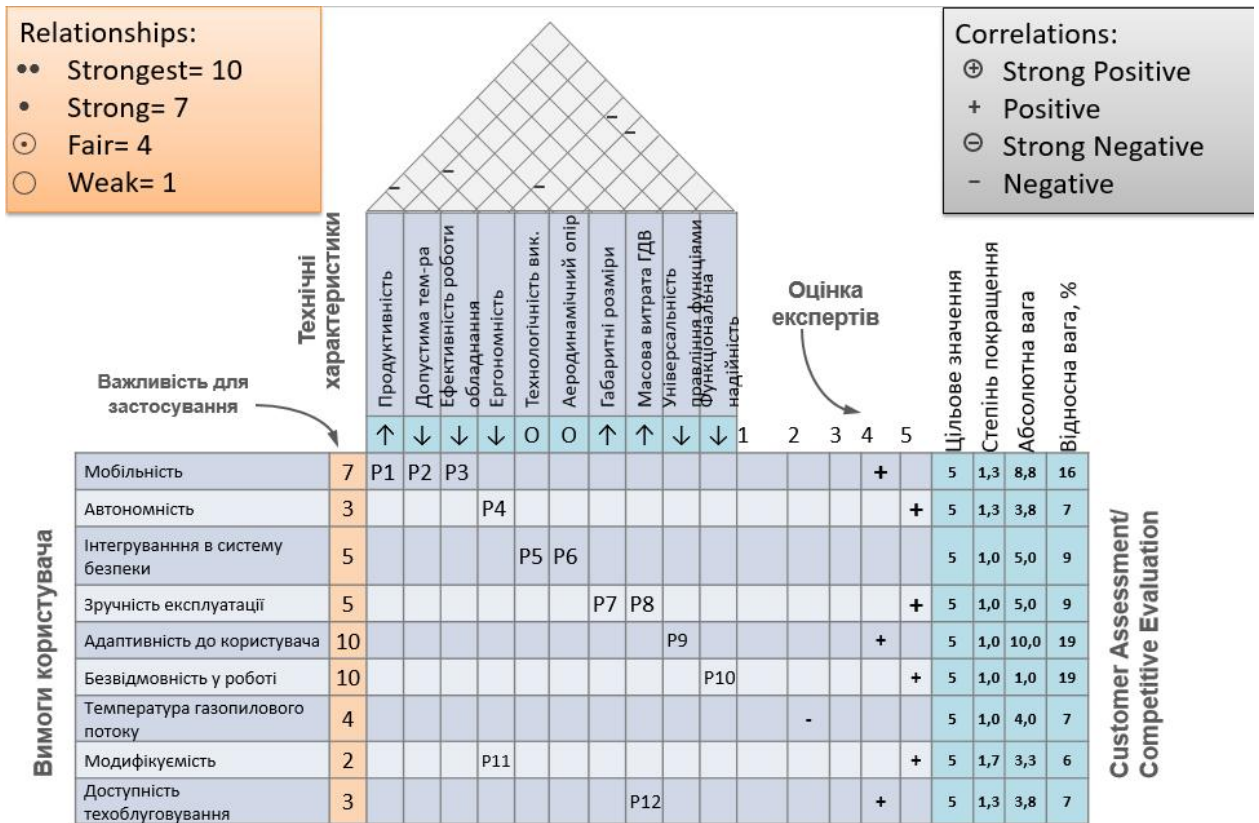 Relationships:
•• Strongest= 10
• Strong= 7
☉ Fair= 4
○ Weak= 1
Correlations:
⊕ Strong Positive
+ Positive
⊖ Strong Negative
- Negative
Технічні
характеристики
Продуктивність
Допустима тем-ра
Ефективність роботи
обладнання
Ергономність
Технологічність вик.
Аеродинамічний опір
Габаритні розміри
Масова витрата ГДВ
Універсальність
правління функціями
Функціональна
надійність
Оцінка
експертів
Цільове значення
Степінь покращення
Абсолютна вага
Відносна вага, %
Важливість для
застосування
↑ ↓ ↓ ↓ O O ↑ ↑ ↓ ↓ 1 2 3 4 5
Вимоги користувача
Мобільність 7 P1 P2 P3 + 5 1,3 8,8 16
Автономність 3 P4 + 5 1,3 3,8 7
Інтегруванння в систему
безпеки 5 P5 P6 5 1,0 5,0 9
Зручність експлуатації 5 P7 P8 + 5 1,0 5,0 9
Адаптивність до користувача 10 P9 + 5 1,0 10,0 19
Безвідмовність у роботі 10 P10 + 5 1,0 1,0 19
Температура газопилового
потоку 4 - 5 1,0 4,0 7
Модифікуємість 2 P11 + 5 1,7 3,3 6
Доступність
техоблуговування 3 P12 + 5 1,3 3,8 7
Customer Assessment/
Competitive Evaluation